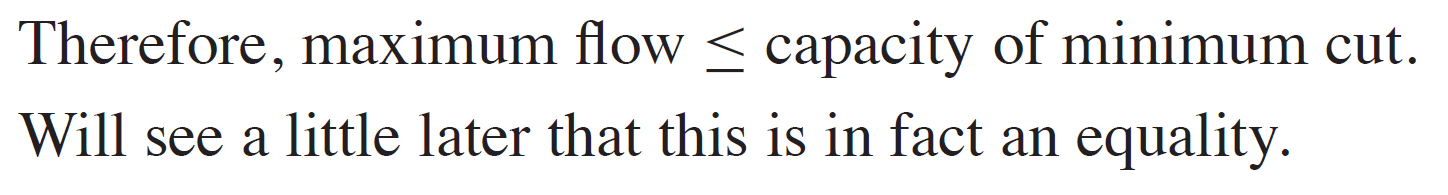 Therefore, maximum flow ≤ capacity of minimum cut.
Will see a little later that this is in fact an equality.